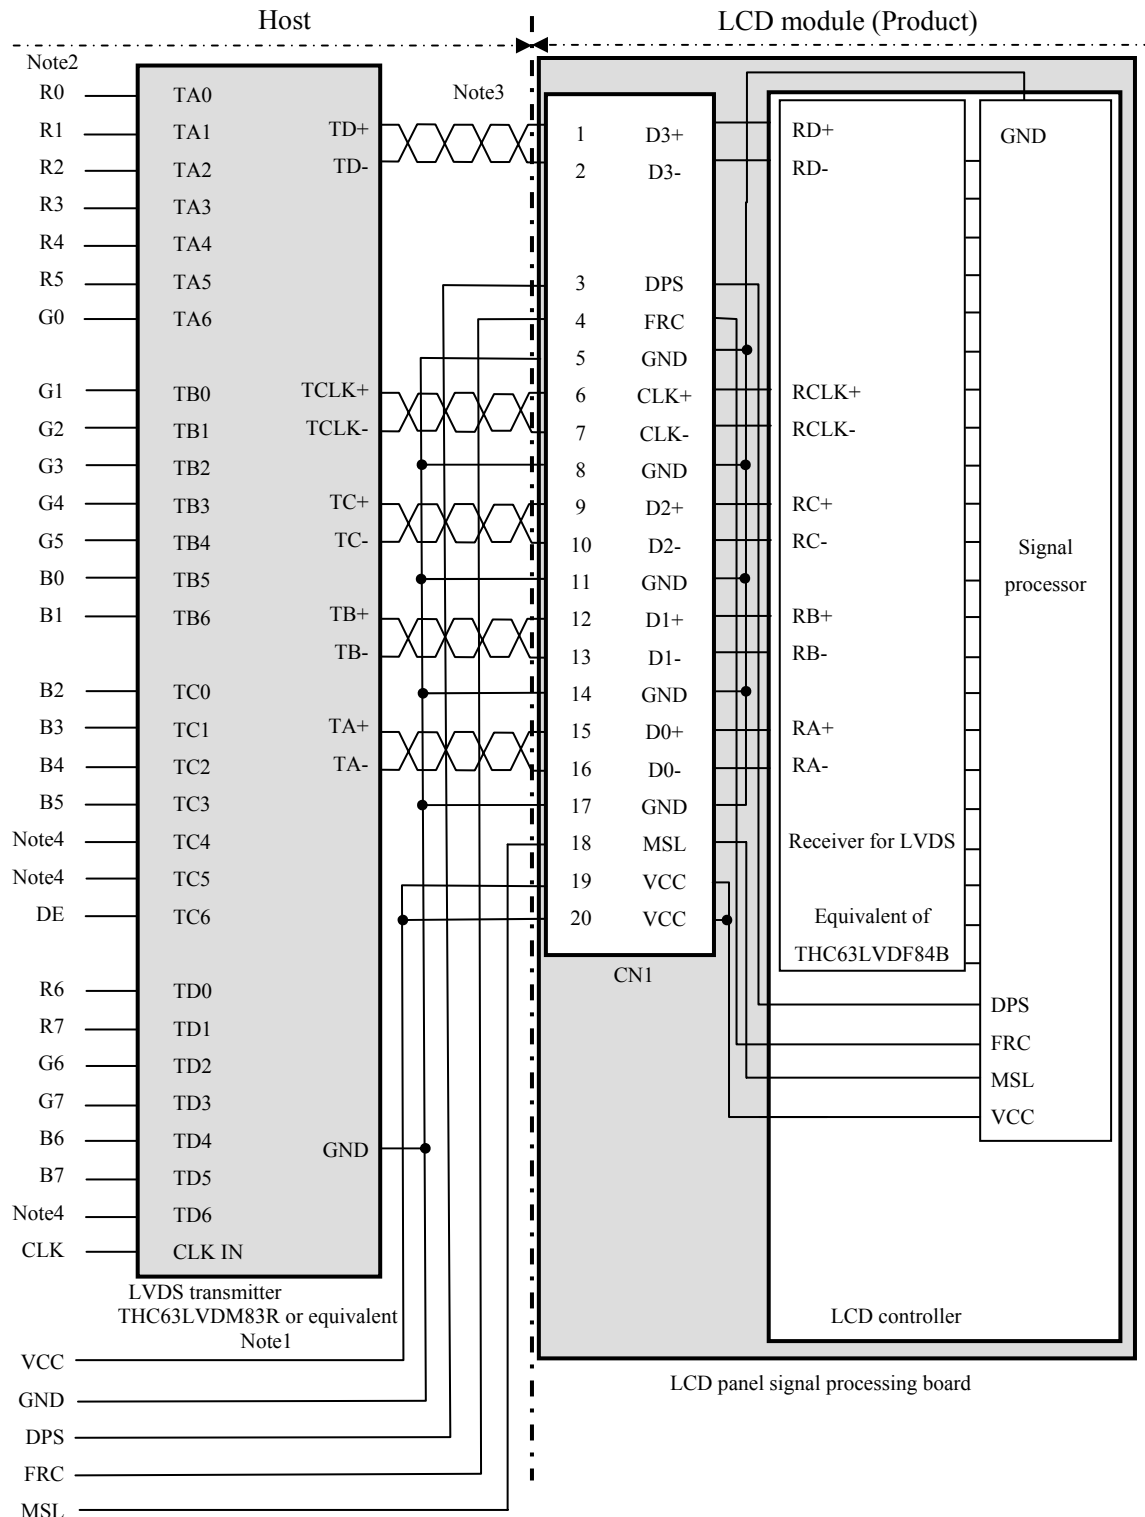 Host
LCD module (Product)
Note2
R0 TA0
R1 TA1
R2 TA2
R3 TA3
R4 TA4
R5 TA5
G0 TA6
G1 TB0
G2 TB1
G3 TB2
G4 TB3
G5 TB4
B0 TB5
B1 TB6
B2 TC0
B3 TC1
B4 TC2
B5 TC3
Note4 TC4
Note4 TC5
DE TC6
R6 TD0
R7 TD1
G6 TD2
G7 TD3
B6 TD4
B7 TD5
Note4 TD6
CLK CLK IN
TD+
TD-
TCLK+
TCLK-
TC+
TC-
TB+
TB-
TA+
TA-
GND
LVDS transmitter
THC63LVDM83R or equivalent
Note1
VCC
GND
DPS
FRC
MSL
Note3
1 D3+
2 D3-
3 DPS
4 FRC
5 GND
6 CLK+
7 CLK-
8 GND
9 D2+
10 D2-
11 GND
12 D1+
13 D1-
14 GND
15 D0+
16 D0-
17 GND
18 MSL
19 VCC
20 VCC
CN1
RD+
RD-
RCLK+
RCLK-
RC+
RC-
RB+
RB-
RA+
RA-
Receiver for LVDS
Equivalent of
THC63LVDF84B
GND
Signal
processor
DPS
FRC
MSL
VCC
LCD controller
LCD panel signal processing board